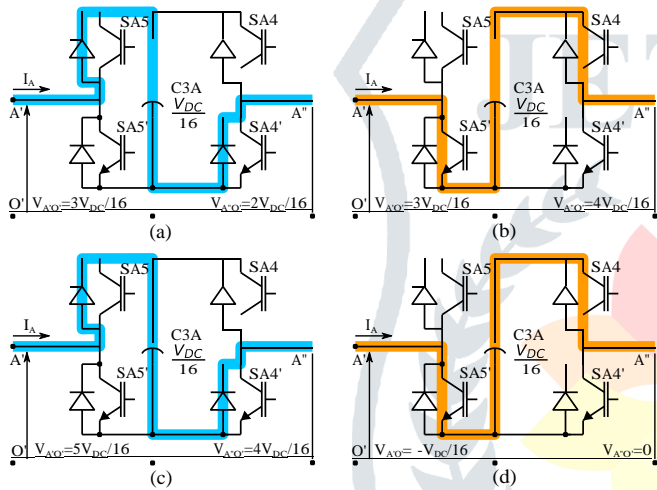 SA5 SA4
I_A C3A
A' V_DC A"
SA5' 16 SA4'
O' V_A'O'=3V_DC/16 V_A"O'=2V_DC/16
(a)
SA5 SA4
I_A C3A
A' V_DC A"
SA5' 16 SA4'
O' V_A'O'=3V_DC/16 V_A"O'=4V_DC/16
(b)
SA5 SA4
I_A C3A
A' V_DC A"
SA5' 16 SA4'
O' V_A'O'=5V_DC/16 V_A"O'=4V_DC/16
(c)
SA5 SA4
I_A C3A
A' V_DC A"
SA5' 16 SA4'
O' V_A'O'= -V_DC/16 V_A"O'=0
(d)